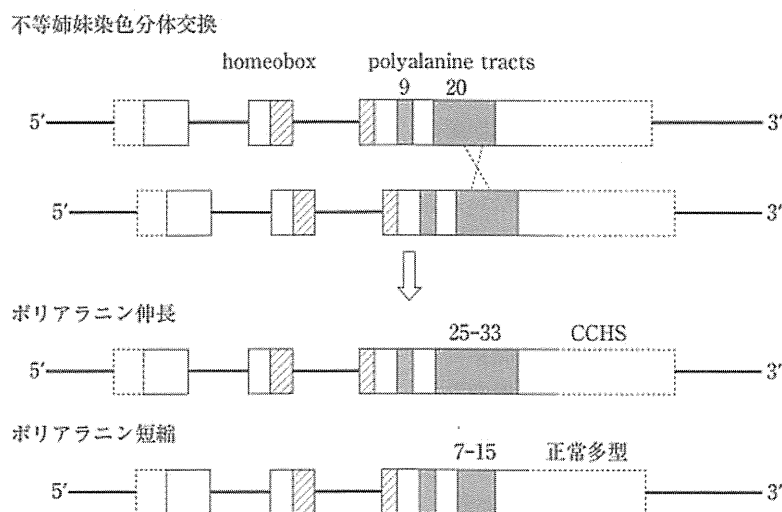 不等姉妹染色分体交換
homeobox polyalanine tracts
9 20
5′ 3′
5′ 3′
ポリアラニン伸長
25-33 CCHS
5′ 3′
ポリアラニン短縮
7-15 正常多型
5′ 3′